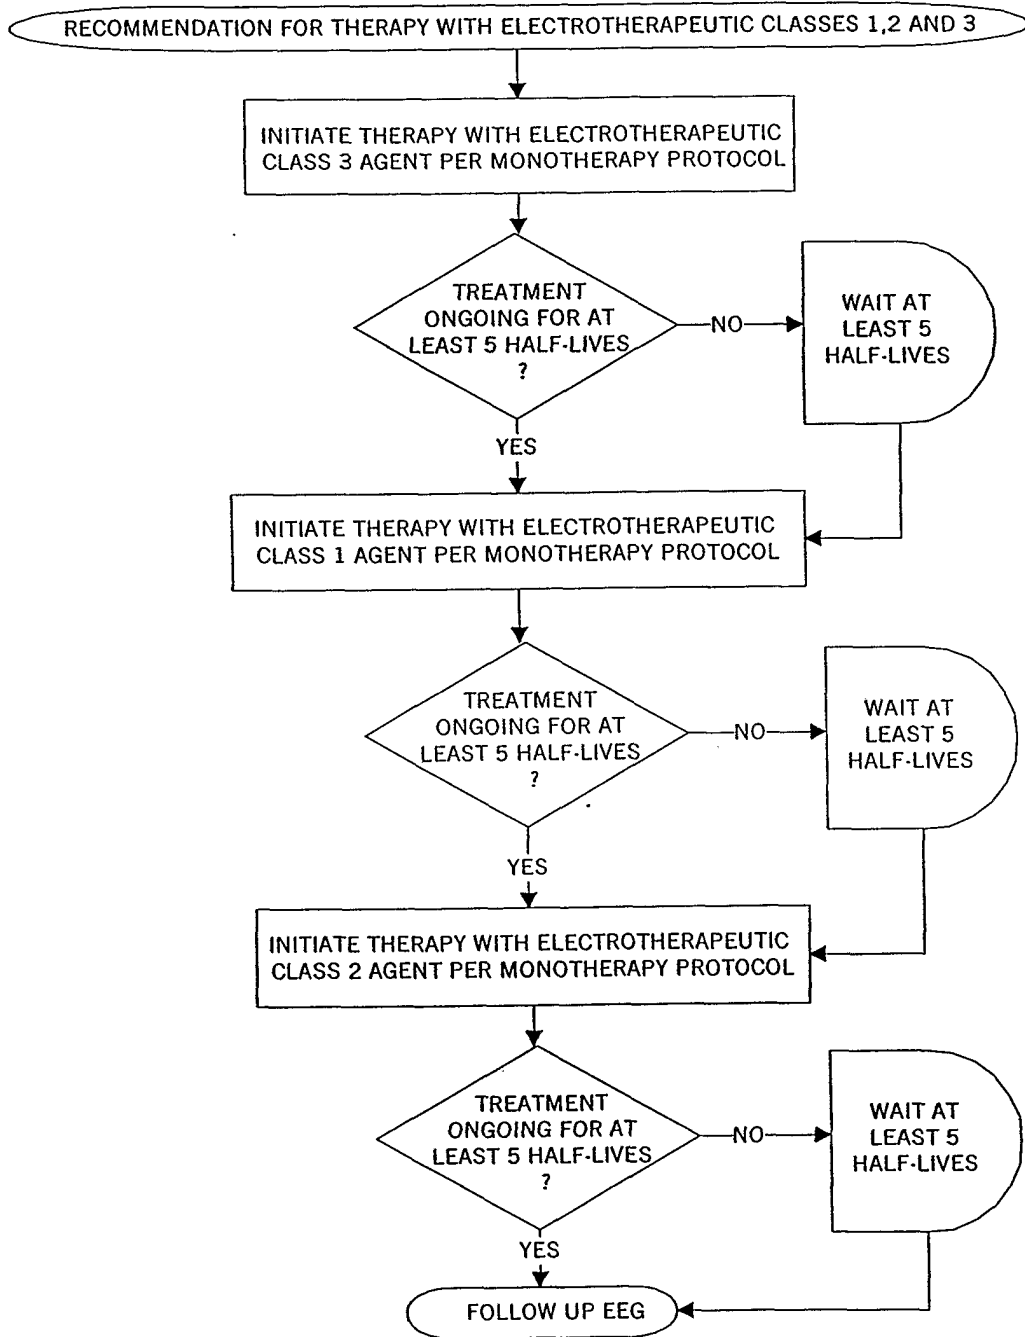 RECOMMENDATION FOR THERAPY WITH ELECTROTHERAPEUTIC CLASSES 1,2 AND 3
INITIATE THERAPY WITH ELECTROTHERAPEUTIC
CLASS 3 AGENT PER MONOTHERAPY PROTOCOL
TREATMENT
ONGOING FOR AT
LEAST 5 HALF-LIVES
?
NO
WAIT AT
LEAST 5
HALF-LIVES
YES
INITIATE THERAPY WITH ELECTROTHERAPEUTIC
CLASS 1 AGENT PER MONOTHERAPY PROTOCOL
TREATMENT
ONGOING FOR AT
LEAST 5 HALF-LIVES
?
NO
WAIT AT
LEAST 5
HALF-LIVES
YES
INITIATE THERAPY WITH ELECTROTHERAPEUTIC
CLASS 2 AGENT PER MONOTHERAPY PROTOCOL
TREATMENT
ONGOING FOR AT
LEAST 5 HALF-LIVES
?
NO
WAIT AT
LEAST 5
HALF-LIVES
YES
FOLLOW UP EEG